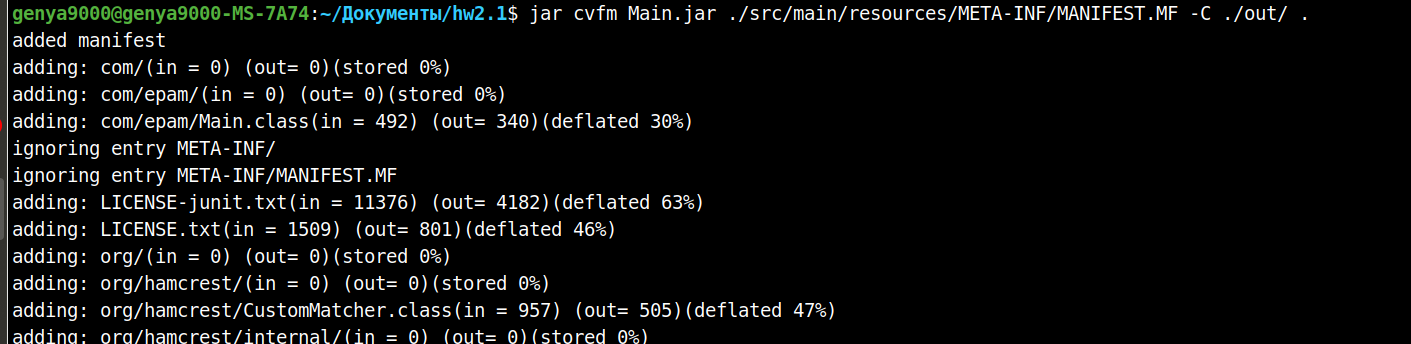 genya9000@genya9000-MS-7A74:~/Документы/hw2.1$ jar cvfm Main.jar ./src/main/resources/META-INF/MANIFEST.MF -C ./out/ .
added manifest
adding: com/(in = 0) (out= 0)(stored 0%)
adding: com/epam/(in = 0) (out= 0)(stored 0%)
adding: com/epam/Main.class(in = 492) (out= 340)(deflated 30%)
ignoring entry META-INF/
ignoring entry META-INF/MANIFEST.MF
adding: LICENSE-junit.txt(in = 11376) (out= 4182)(deflated 63%)
adding: LICENSE.txt(in = 1509) (out= 801)(deflated 46%)
adding: org/(in = 0) (out= 0)(stored 0%)
adding: org/hamcrest/(in = 0) (out= 0)(stored 0%)
adding: org/hamcrest/CustomMatcher.class(in = 957) (out= 505)(deflated 47%)
adding: org/hamcrest/internal/(in = 0) (out= 0)(stored 0%)